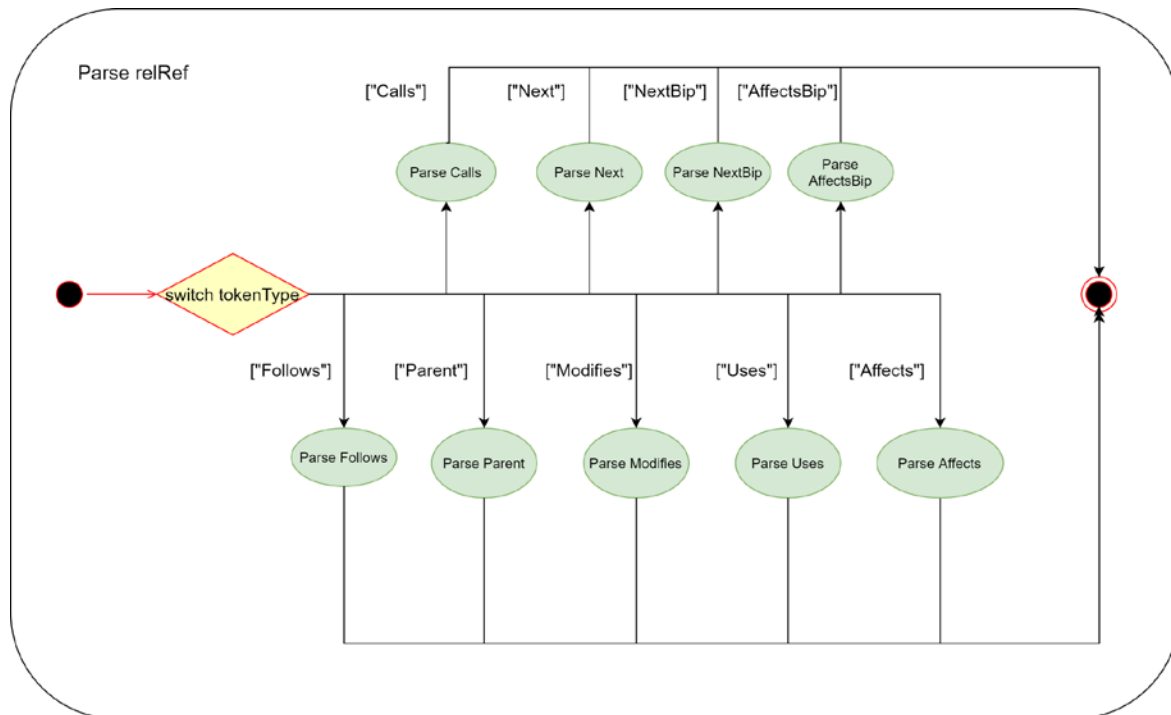 Parse relRef
["Calls"]
["Next"]
["NextBip"]
["AffectsBip"]
Parse Calls
Parse Next
Parse NextBip
Parse
AffectsBip
switch tokenType
["Follows"]
["Parent"]
["Modifies"]
["Uses"]
["Affects"]
Parse Follows
Parse Parent
Parse Modifies
Parse Uses
Parse Affects